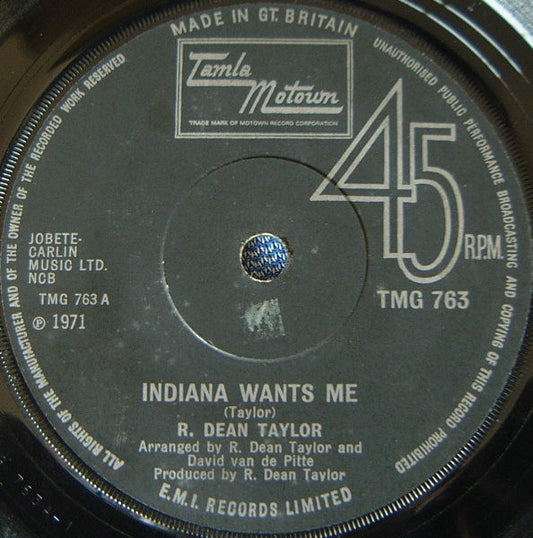 MADE IN GT. BRITAIN
UNAUTHORISED PUBLIC PERFORMANCE BROADCASTING AND COPYING OF THIS RECORD PROHIBITED
ALL RIGHTS OF THE MANUFACTURER AND OF THE OWNER OF THE RECORDED WORK RESERVED
Tamla
Motown
TRADE MARK OF MOTOWN RECORD CORPORATION
45
R.P.M.
TMG 763
JOBETE-
CARLIN
MUSIC LTD.
NCB
TMG 763 A
℗ 1971
INDIANA WANTS ME
(Taylor)
R. DEAN TAYLOR
Arranged by R. Dean Taylor and
David van de Pitte
Produced by R. Dean Taylor
E.M.I. RECORDS LIMITED